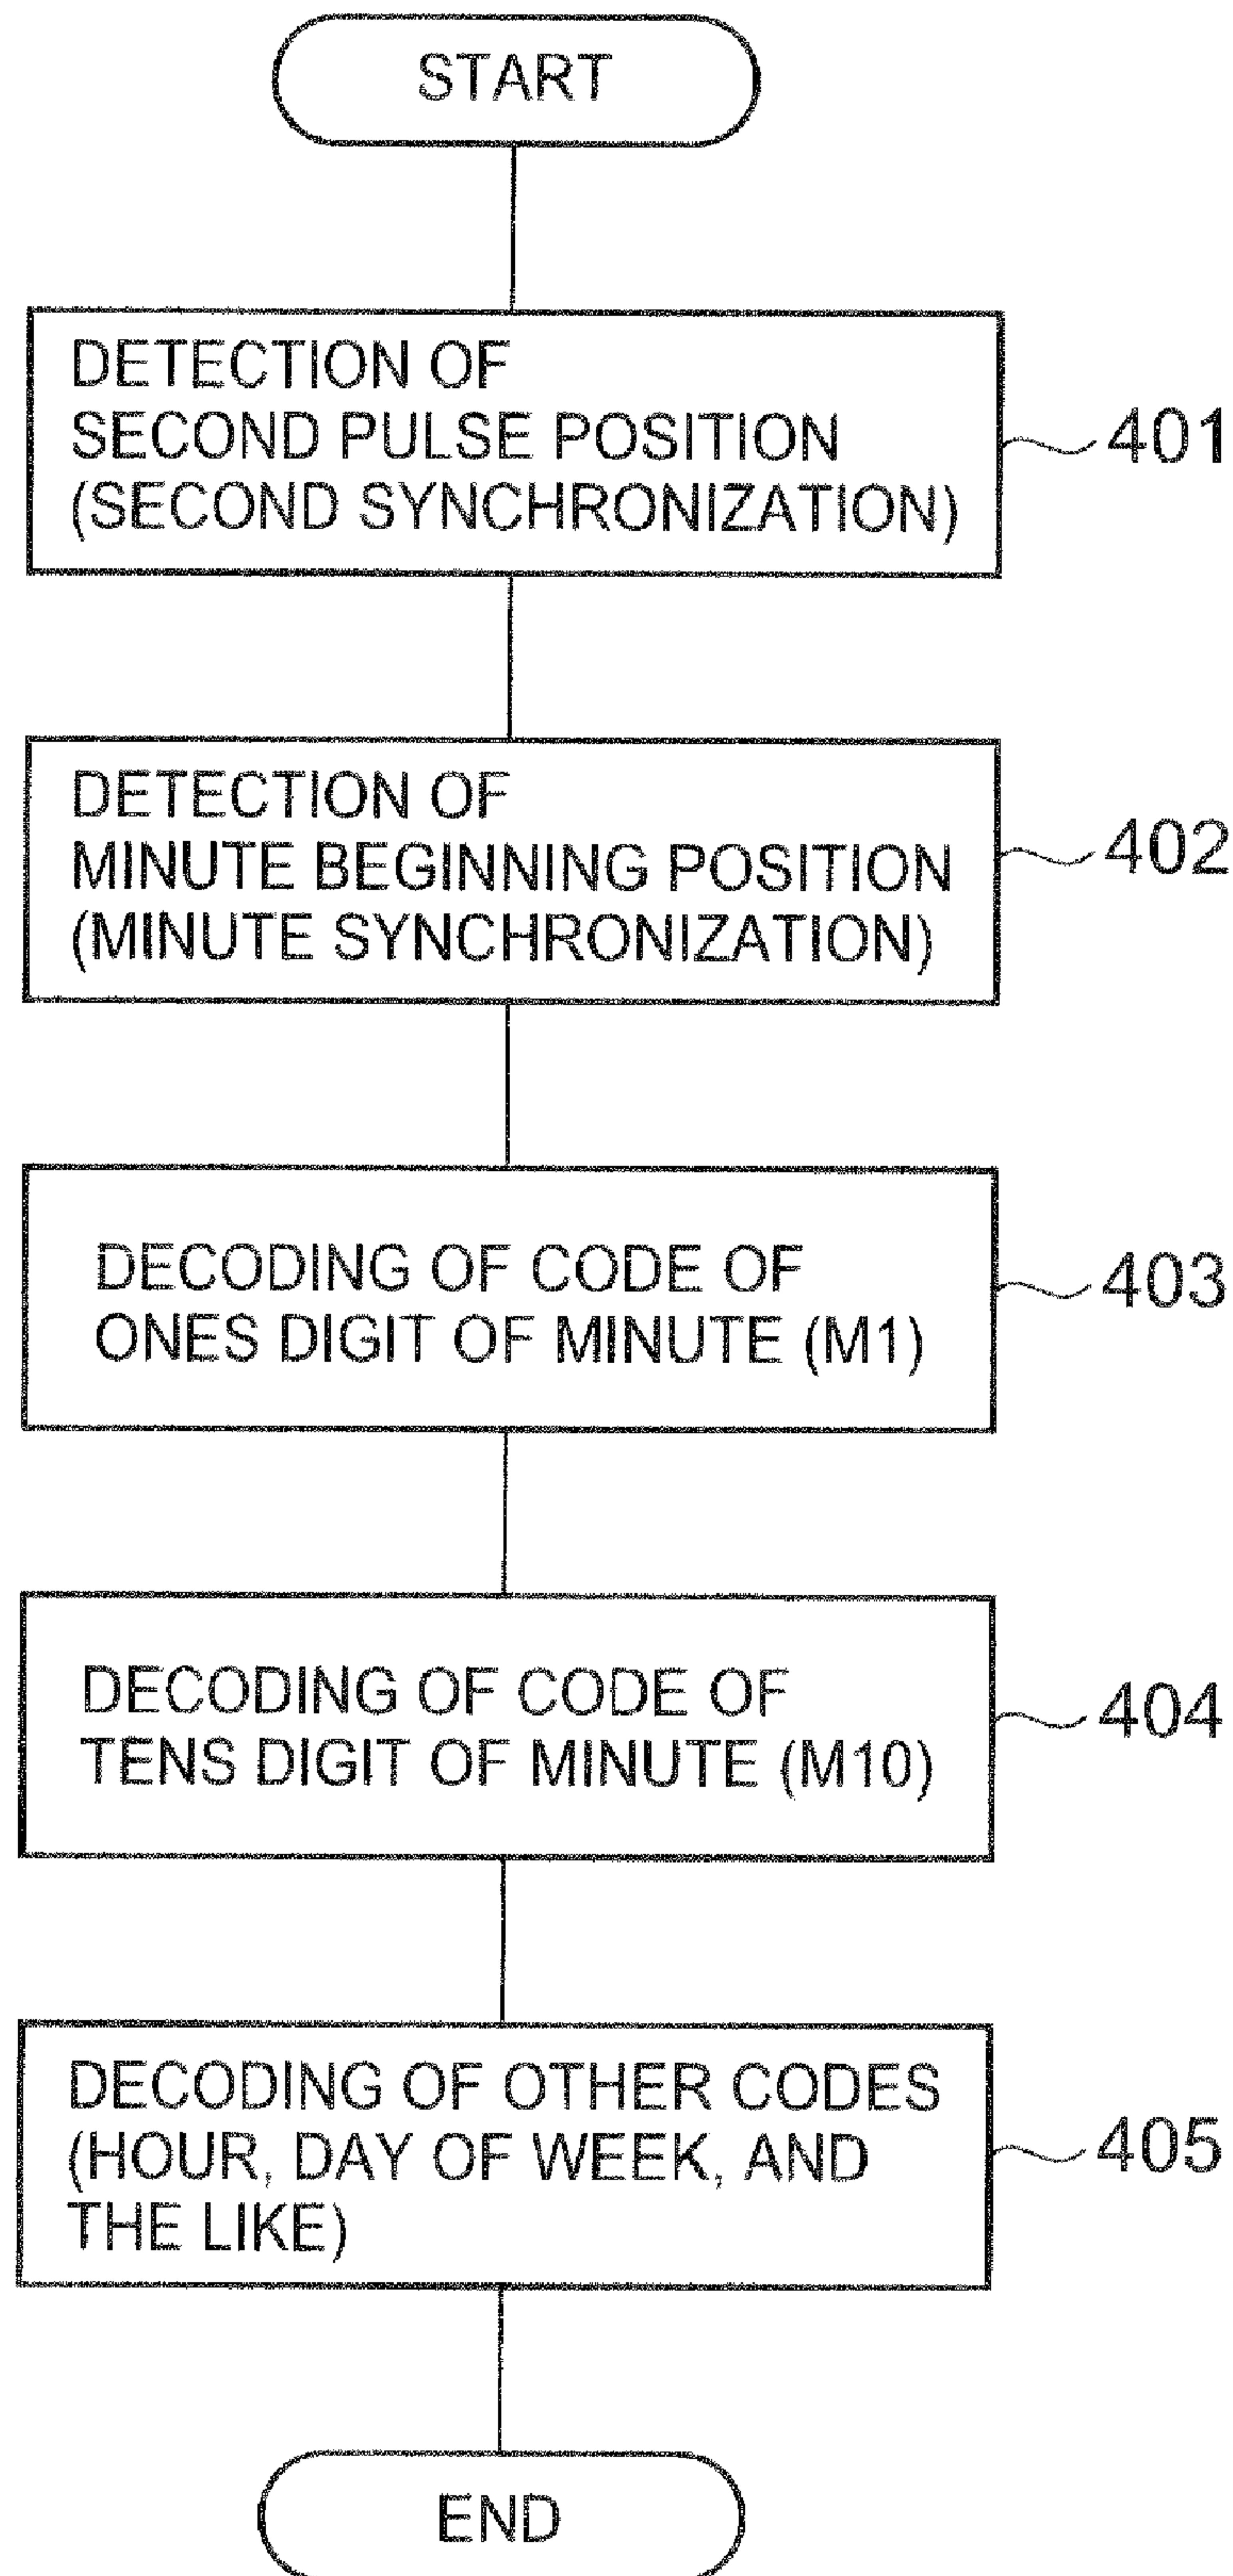 START
DETECTION OF
SECOND PULSE POSITION
(SECOND SYNCHRONIZATION)
401
DETECTION OF
MINUTE BEGINNING POSITION
(MINUTE SYNCHRONIZATION)
402
DECODING OF CODE OF
ONES DIGIT OF MINUTE (M1)
403
DECODING OF CODE OF
TENS DIGIT OF MINUTE (M10)
404
DECODING OF OTHER CODES
(HOUR, DAY OF WEEK, AND
THE LIKE)
405
END